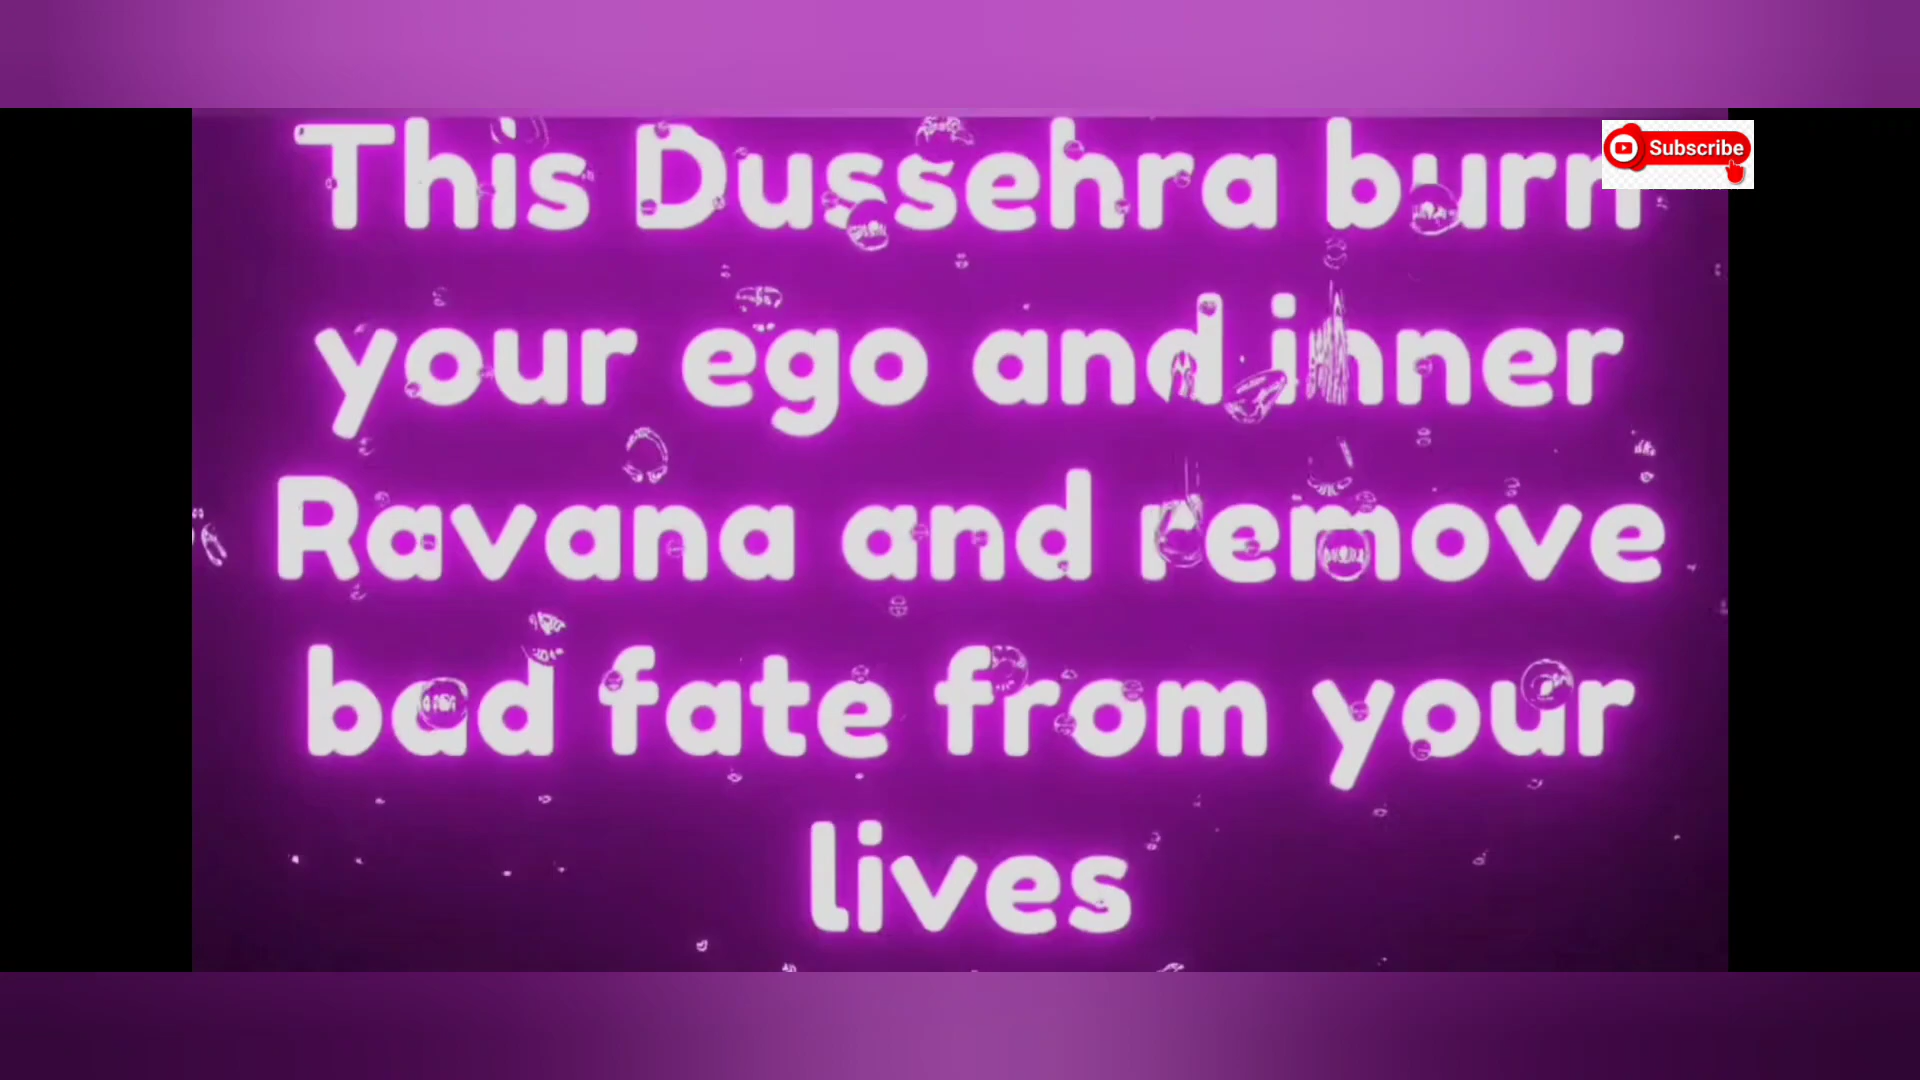 This Dussehra burn
Subscribe
your ego and inner
Ravana and remove
bad fate from your
lives